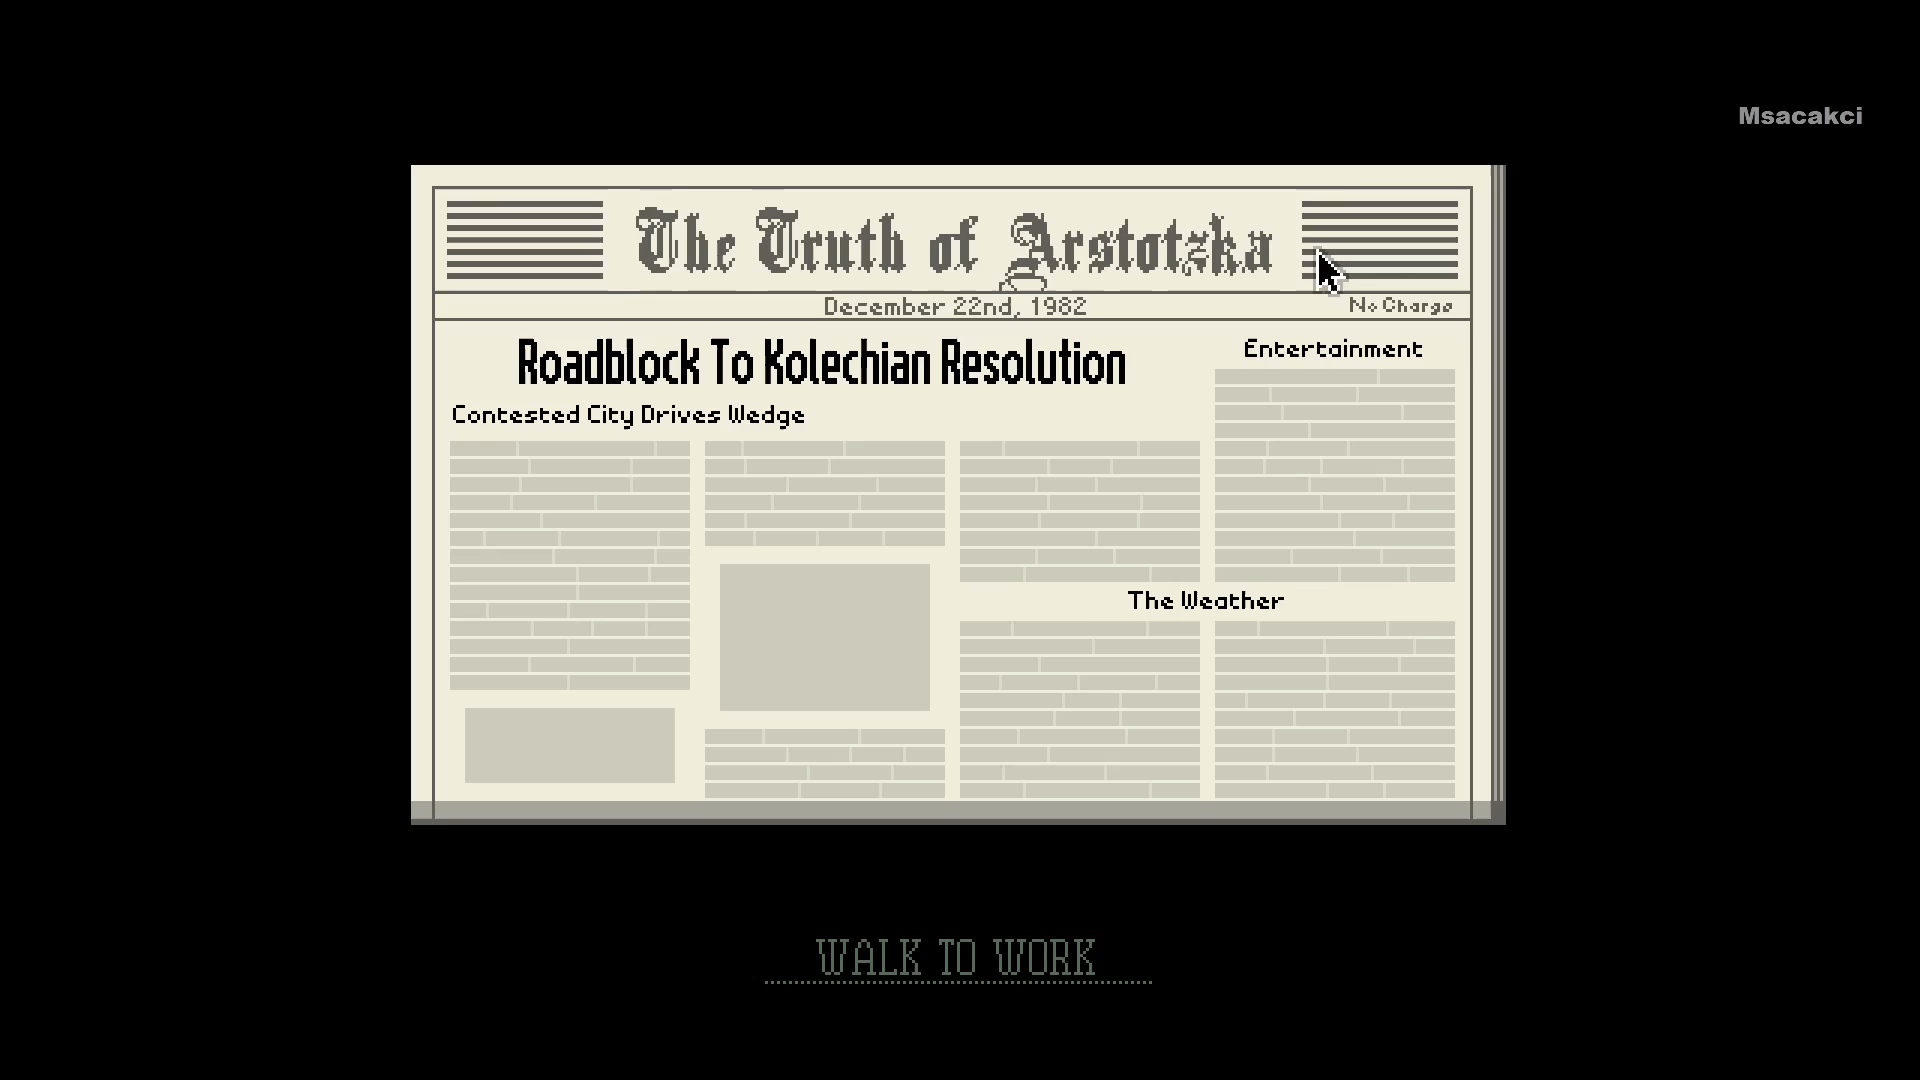 Msacakci
The Truth of Arstotzka
December 22nd, 1982
No Charge
Roadblock To Kolechian Resolution
Contested City Drives Wedge
Entertainment
The Weather
WALK TO WORK